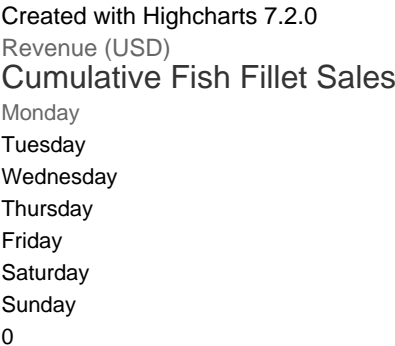 Created with Highcharts 7.2.0
Revenue (USD)
Cumulative Fish Fillet Sales
Monday
Tuesday
Wednesday
Thursday
Friday
Saturday
Sunday
0